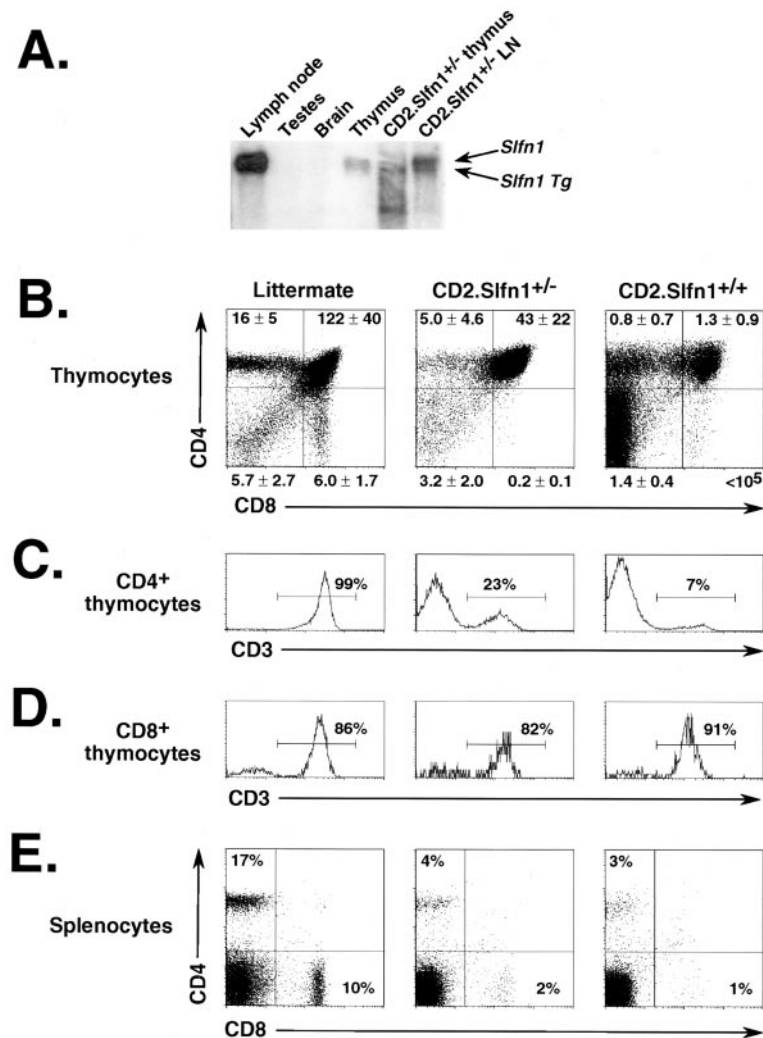 A.
Lymph node
Testes
Brain
Thymus
CD2.Slfn1+/- thymus
CD2.Slfn1+/- LN
Slfn1
Slfn1 Tg
B.
Littermate
CD2.Slfn1+/-
CD2.Slfn1+/+
Thymocytes
CD4
16 ± 5
122 ± 40
5.0 ± 4.6
43 ± 22
0.8 ± 0.7
1.3 ± 0.9
5.7 ± 2.7
6.0 ± 1.7
3.2 ± 2.0
0.2 ± 0.1
1.4 ± 0.4
<10⁵
CD8
C.
CD4+
thymocytes
99%
23%
7%
CD3
D.
CD8+
thymocytes
86%
82%
91%
CD3
E.
Splenocytes
CD4
17%
4%
3%
10%
2%
1%
CD8